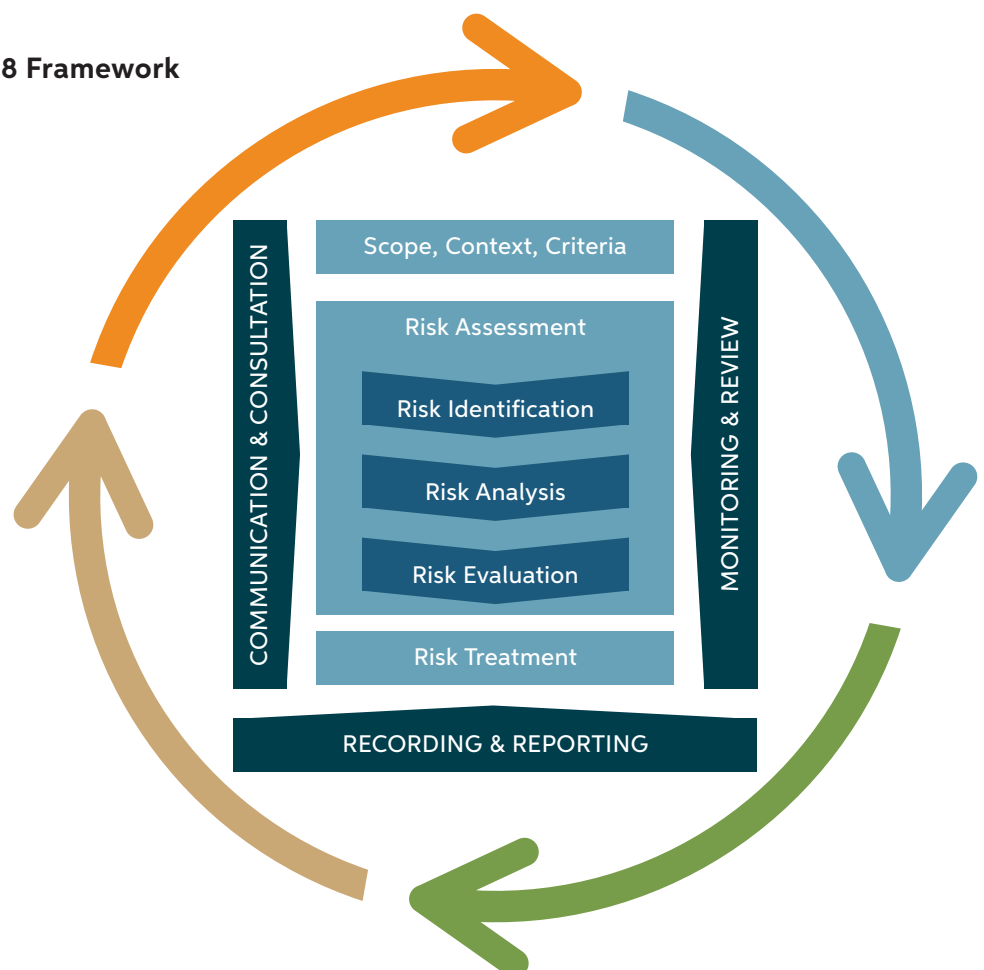 8 Framework
Scope, Context, Criteria
COMMUNICATION & CONSULTATION
Risk Assessment
Risk Identification
Risk Analysis
Risk Evaluation
MONITORING & REVIEW
Risk Treatment
RECORDING & REPORTING